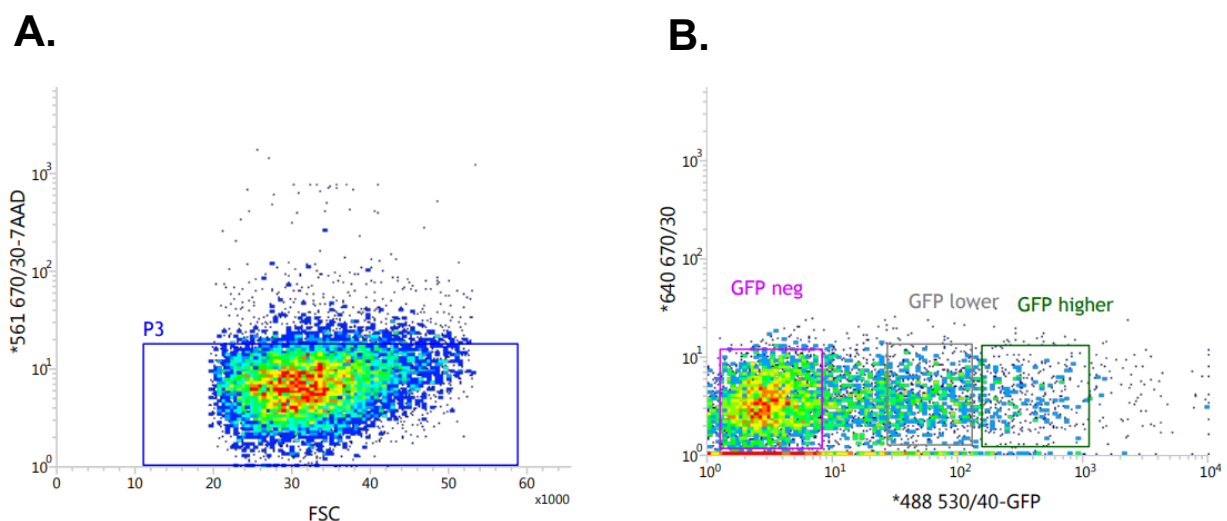 A.
*561 670/30-7AAD
10³
10²
10¹
10⁰
P3
0
10
20
30
40
50
60
x1000
FSC
B.
*640 670/30
10³
10²
10¹
10⁰
GFP neg
GFP lower
GFP higher
10⁰
10¹
10²
10³
10⁴
*488 530/40-GFP